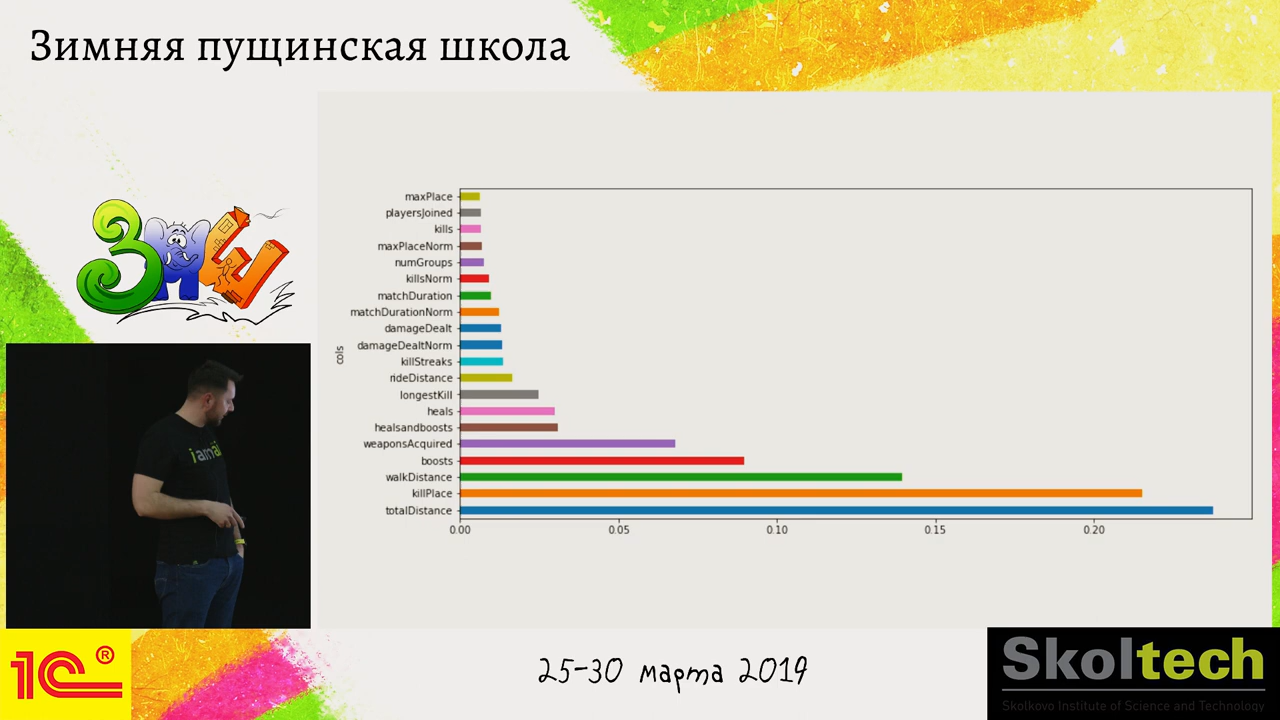 Зимняя пущинская школа
ЗПШ
maxPlace
playersJoined
kills
maxPlaceNorm
numGroups
killsNorm
matchDuration
matchDurationNorm
damageDealt
damageDealtNorm
killStreaks
rideDistance
longestKill
heals
healsandboosts
weaponsAcquired
boosts
walkDistance
killPlace
totalDistance
cols
0.00 0.05 0.10 0.15 0.20
1C®
25-30 марта 2019
Skoltech
Skolkovo Institute of Science and Technology